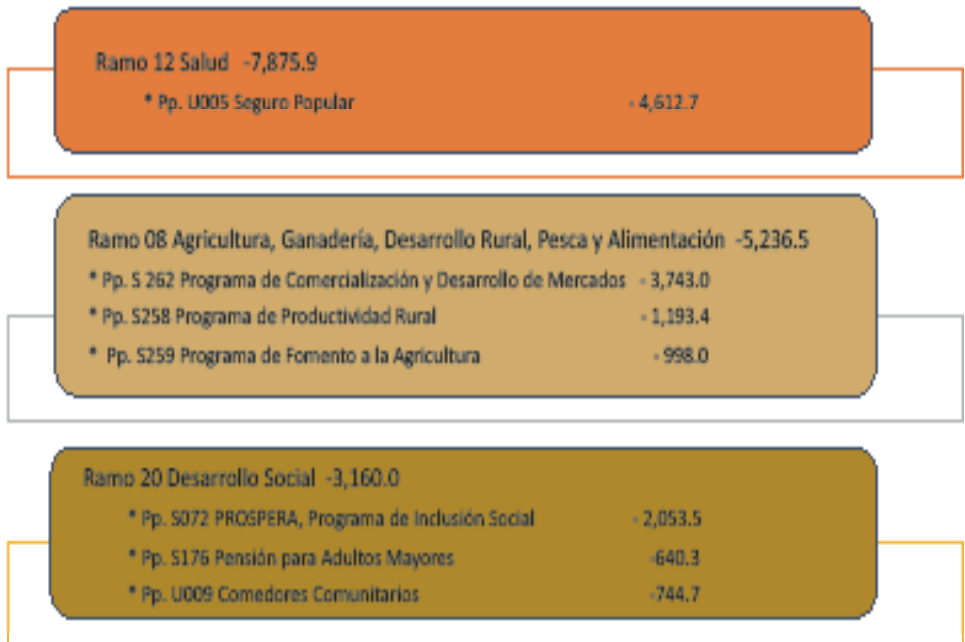 Ramo 12 Salud -7,875.9
* Pp. U005 Seguro Popular - 4,612.7
Ramo 08 Agricultura, Ganadería, Desarrollo Rural, Pesca y Alimentación -5,236.5
* Pp. S 262 Programa de Comercialización y Desarrollo de Mercados - 3,743.0
* Pp. S258 Programa de Productividad Rural - 1,193.4
* Pp. S259 Programa de Fomento a la Agricultura - 998.0
Ramo 20 Desarrollo Social -3,160.0
* Pp. S072 PROSPERA, Programa de Inclusión Social - 2,053.5
* Pp. S176 Pensión para Adultos Mayores -640.3
* Pp. U009 Comedores Comunitarios -744.7